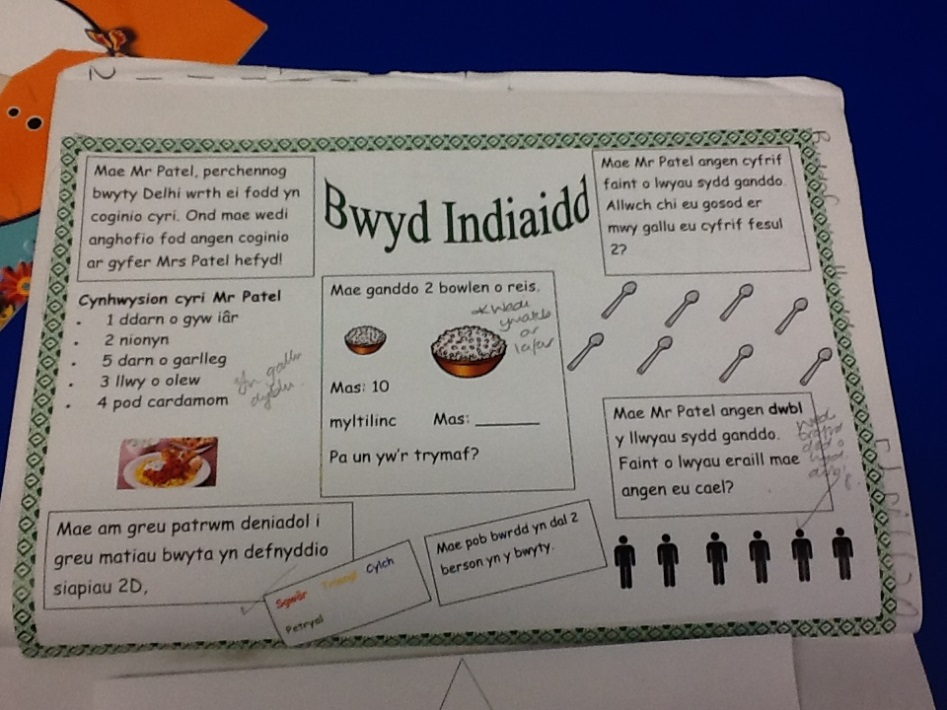 Mae Mr Patel, perchennog
bwyty Delhi wrth ei fodd yn
coginio cyri. Ond mae wedi
anghofio fod angen coginio
ar gyfer Mrs Patel hefyd!
Bwyd Indiaidd
Mae Mr Patel angen cyfrif
faint o lwyau sydd ganddo.
Allwch chi eu gosod er
mwy gallu eu cyfrif fesul
2?
Cynhwysion cyri Mr Patel
1 ddarn o gyw iâr
2 nionyn
5 darn o garlleg
3 llwy o olew
4 pod cardamom
yn gallu
dyblu.
Mae ganddo 2 bowlen o reis.
wedi
ar
lafar
Mas: 10
myltilinc
Mas: ________
Pa un yw'r trymaf?
Mae Mr Patel angen dwbl
y llwyau sydd ganddo.
Faint o lwyau eraill mae
angen eu cael?
Mae am greu patrwm deniadol i
greu matiau bwyta yn defnyddio
siapiau 2D,
Sgwâr Triongl Cylch
Petryal
Mae pob bwrdd yn dal 2
berson yn y bwyty.